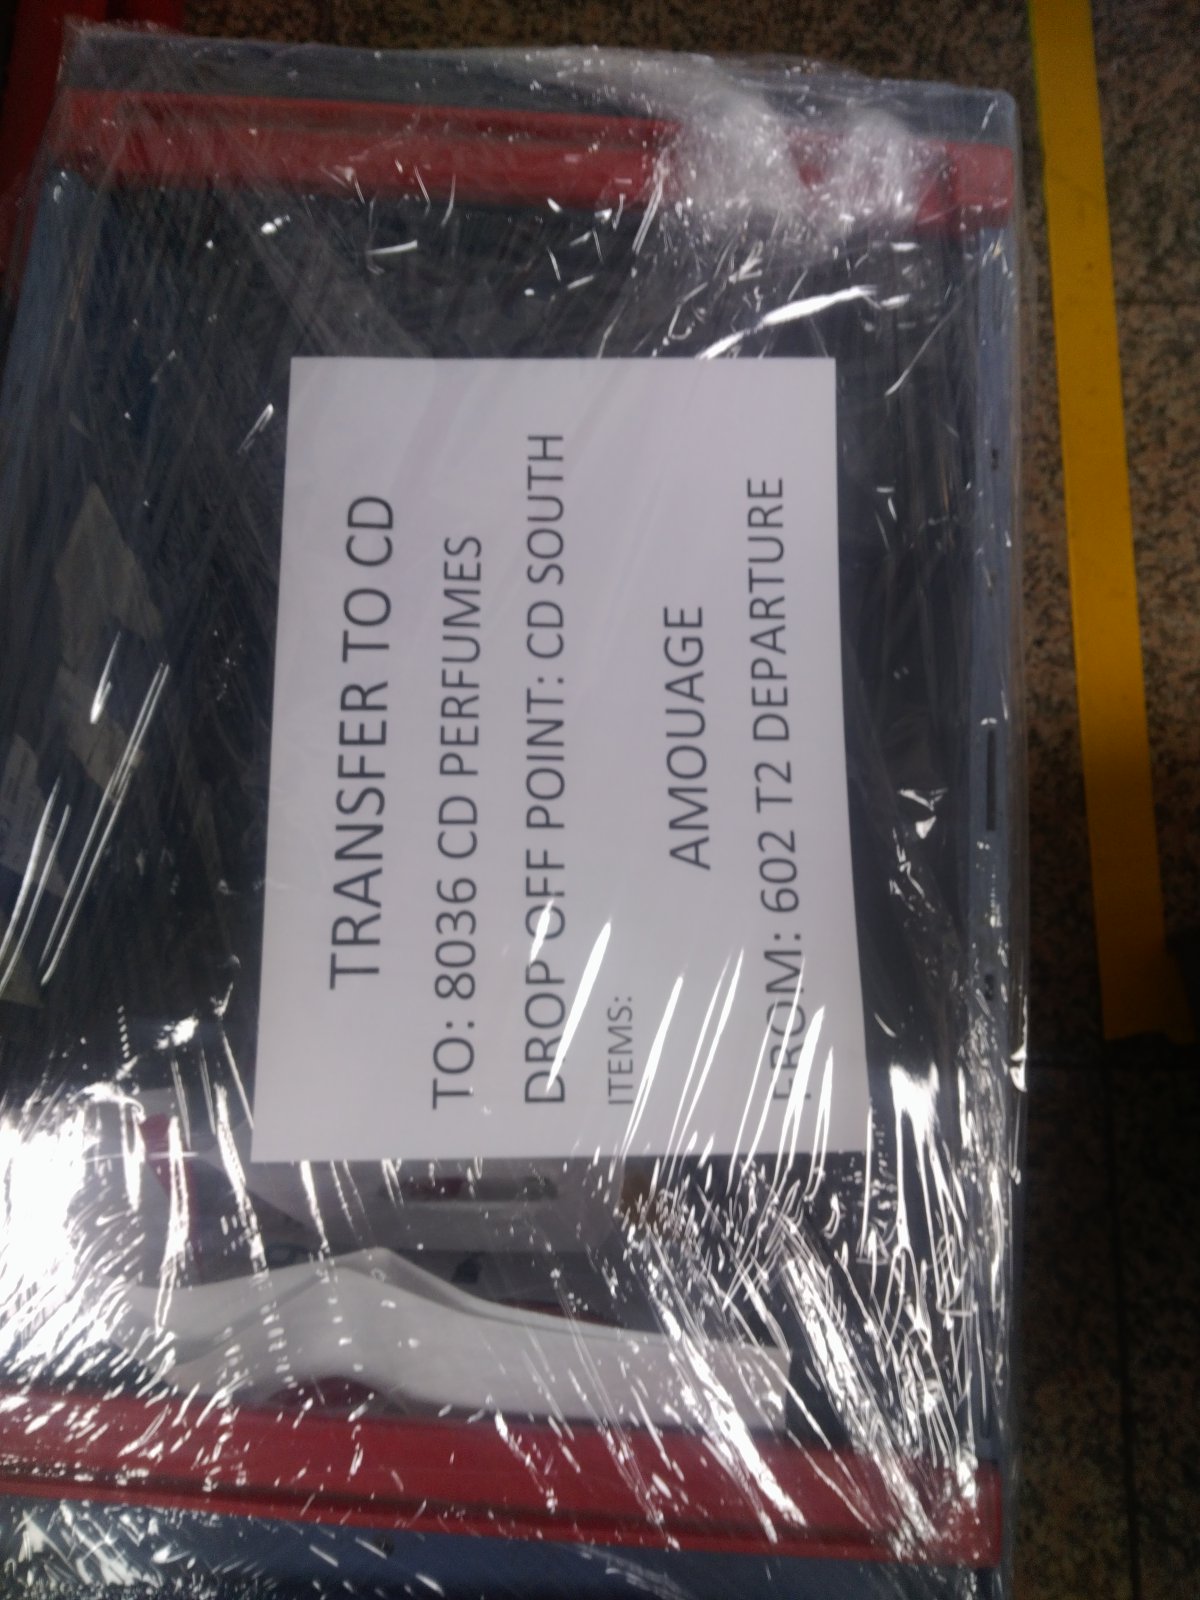 TRANSFER TO CD
TO: 8036 CD PERFUMES
DROP OFF POINT: CD SOUTH
ITEMS:
AMOUAGE
FROM: 602 T2 DEPARTURE